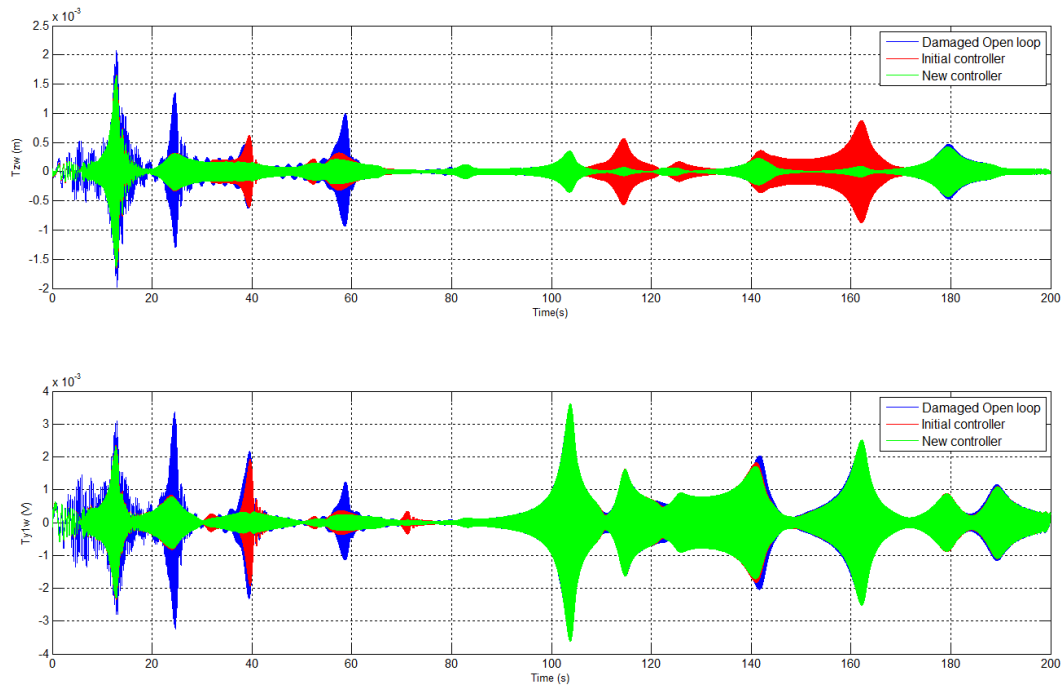 x 10⁻³
2.5
2
1.5
1
0.5
0
-0.5
-1
-1.5
-2
Tzw (m)
Damaged Open loop
Initial controller
New controller
0 20 40 60 80 100 120 140 160 180 200
Time(s)
x 10⁻³
4
3
2
1
0
-1
-2
-3
-4
Ty1w (V)
Damaged Open loop
Initial controller
New controller
0 20 40 60 80 100 120 140 160 180 200
Time (s)